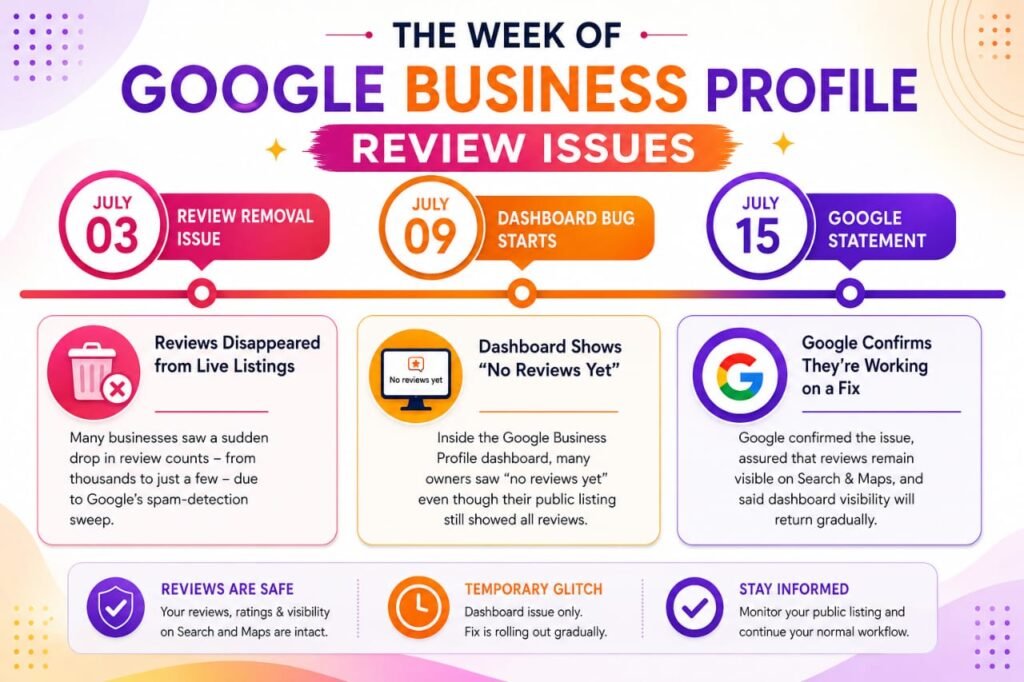 THE WEEK OF
GOOGLE BUSINESS PROFILE
REVIEW ISSUES
JULY
03
REVIEW REMOVAL
ISSUE
JULY
09
DASHBOARD BUG
STARTS
JULY
15
GOOGLE
STATEMENT
Reviews Disappeared
from Live Listings
Many businesses saw a sudden
drop in review counts – from
thousands to just a few – due
to Google's spam-detection
sweep.
No reviews yet
Dashboard Shows
“No Reviews Yet”
Inside the Google Business
Profile dashboard, many
owners saw “no reviews yet”
even though their public listing
still showed all reviews.
G
Google Confirms
They're Working
on a Fix
Google confirmed the issue,
assured that reviews remain
visible on Search & Maps, and
said dashboard visibility will
return gradually.
REVIEWS ARE SAFE
Your reviews, ratings & visibility
on Search and Maps are intact.
TEMPORARY GLITCH
Dashboard issue only.
Fix is rolling out gradually.
STAY INFORMED
Monitor your public listing and
continue your normal workflow.